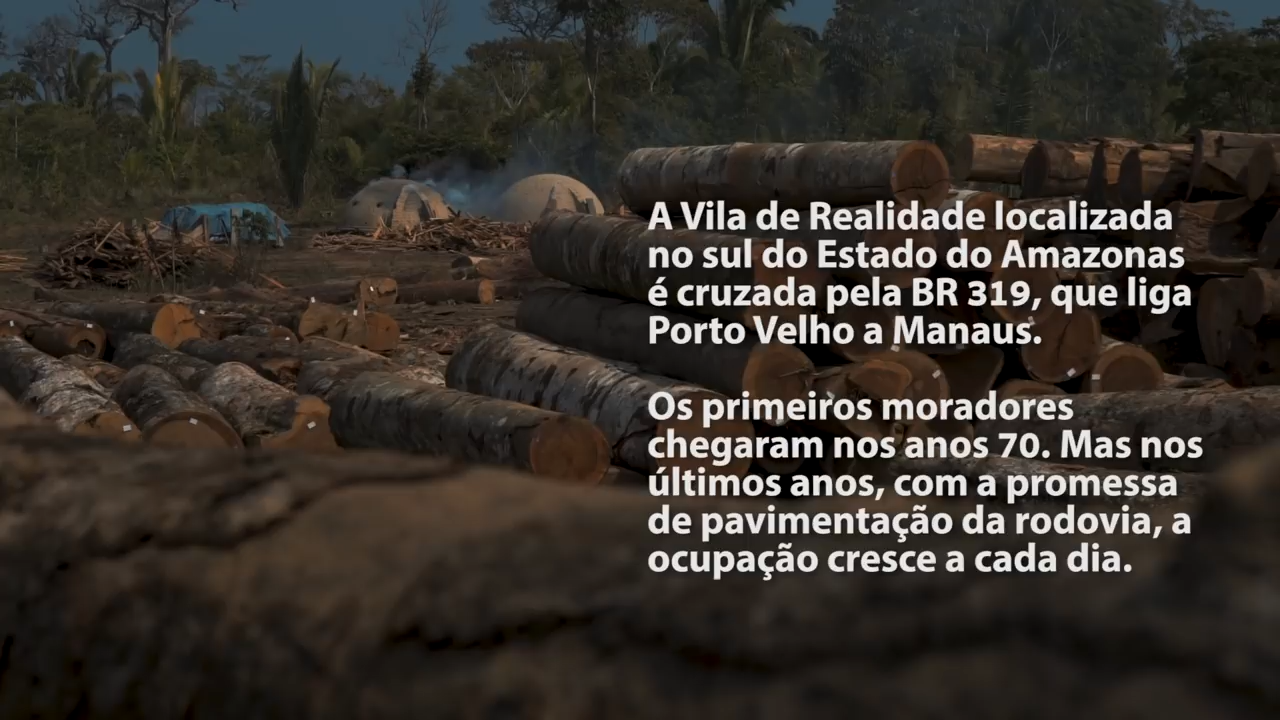 A Vila de Realidade localizada
no sul do Estado do Amazonas
é cruzada pela BR 319, que liga
Porto Velho a Manaus.
Os primeiros moradores
chegaram nos anos 70. Mas nos
últimos anos, com a promessa
de pavimentação da rodovia, a
ocupação cresce a cada dia.